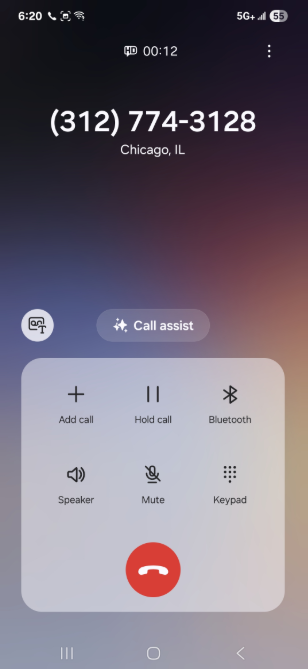 6:20
5G+ 55
HD 00:12
(312) 774-3128
Chicago, IL
T
Call assist
Add call Hold call Bluetooth
Speaker Mute Keypad